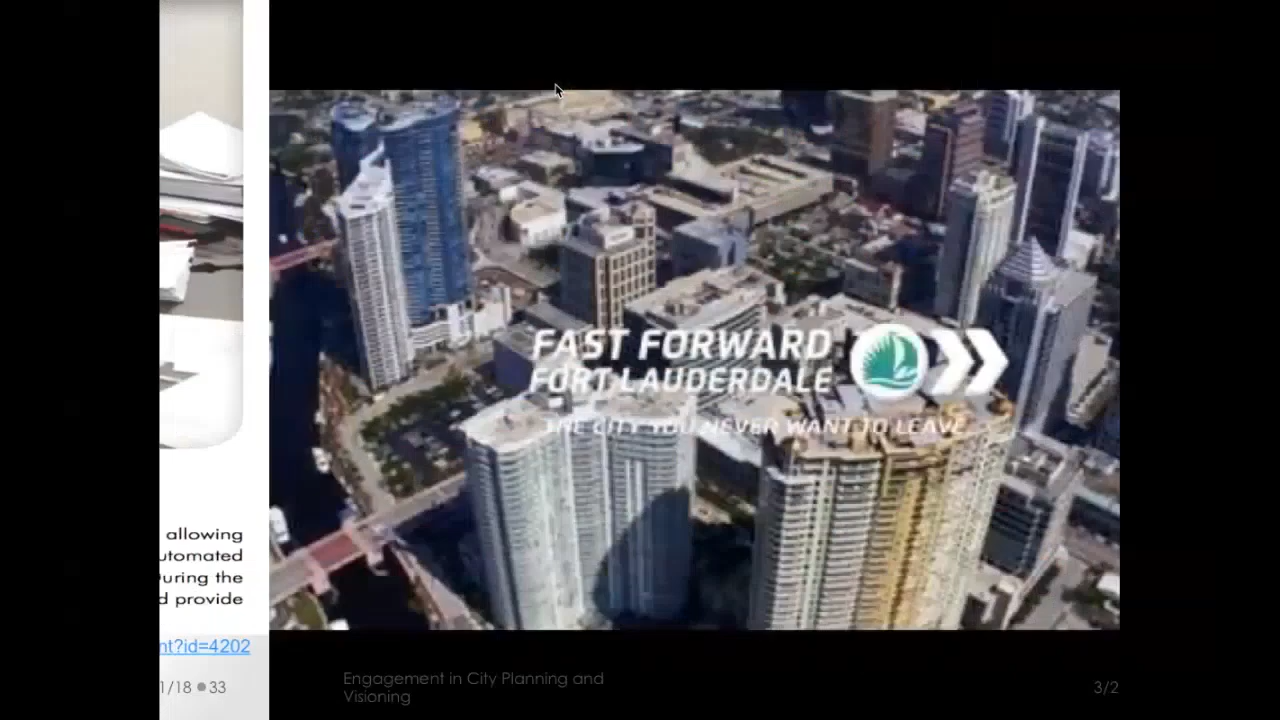 FAST FORWARD
FORT LAUDERDALE
THE CITY YOU NEVER WANT TO LEAVE
allowing
utomated
uring the
d provide
nt?id=4202
1/18 33
Engagement in City Planning and
Visioning
3/2